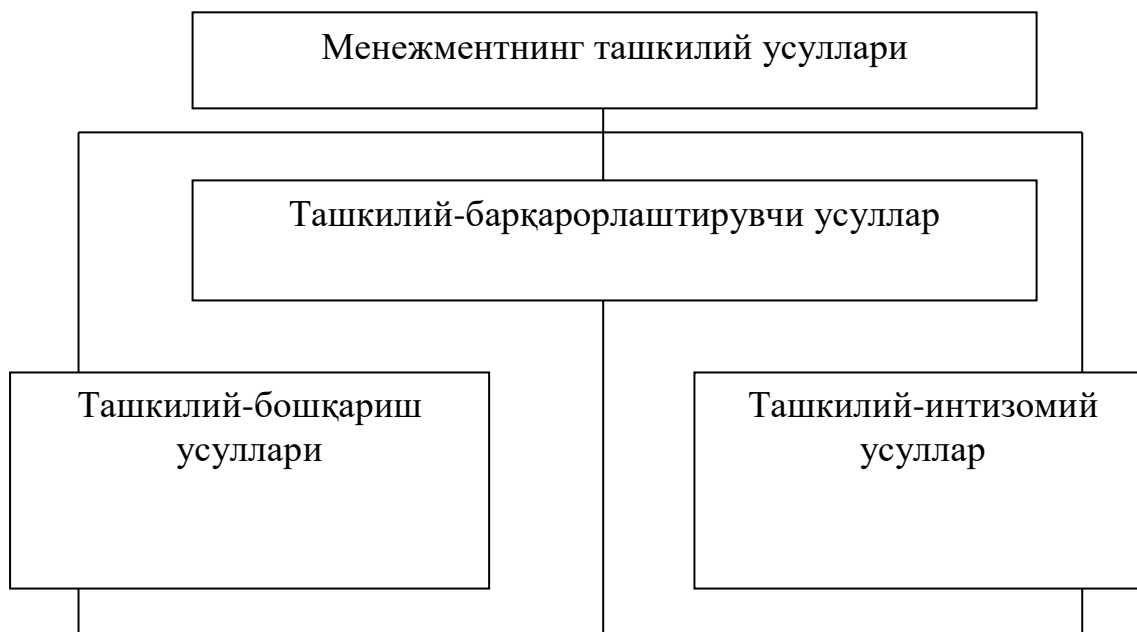 Менежментнинг ташкилий усуллари
Ташкилий-барқарорлаштирувчи усуллар
Ташкилий-бошқариш
усуллари
Ташкилий-интизомий
усуллар